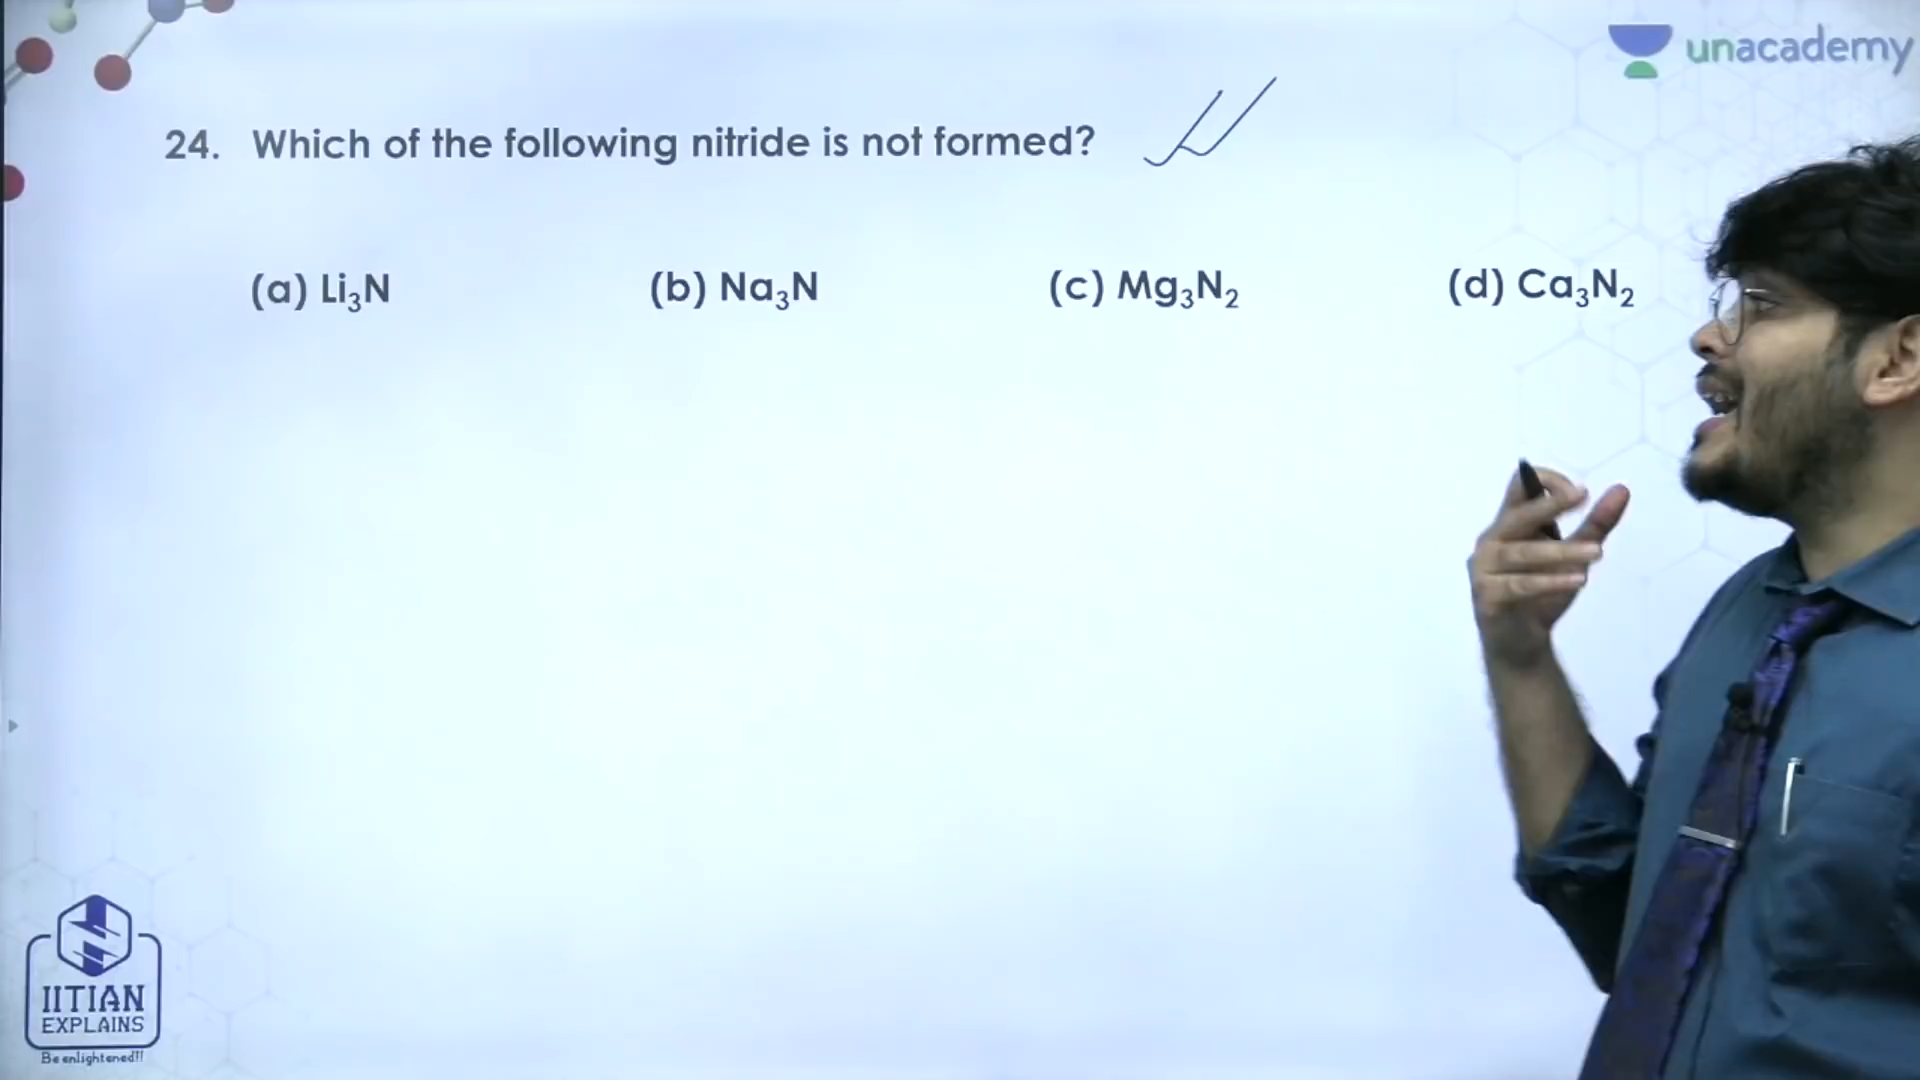 unacademy
24. Which of the following nitride is not formed?
(a) Li₃N (b) Na₃N (c) Mg₃N₂ (d) Ca₃N₂
IITIAN
EXPLAINS
Be enlightened!!